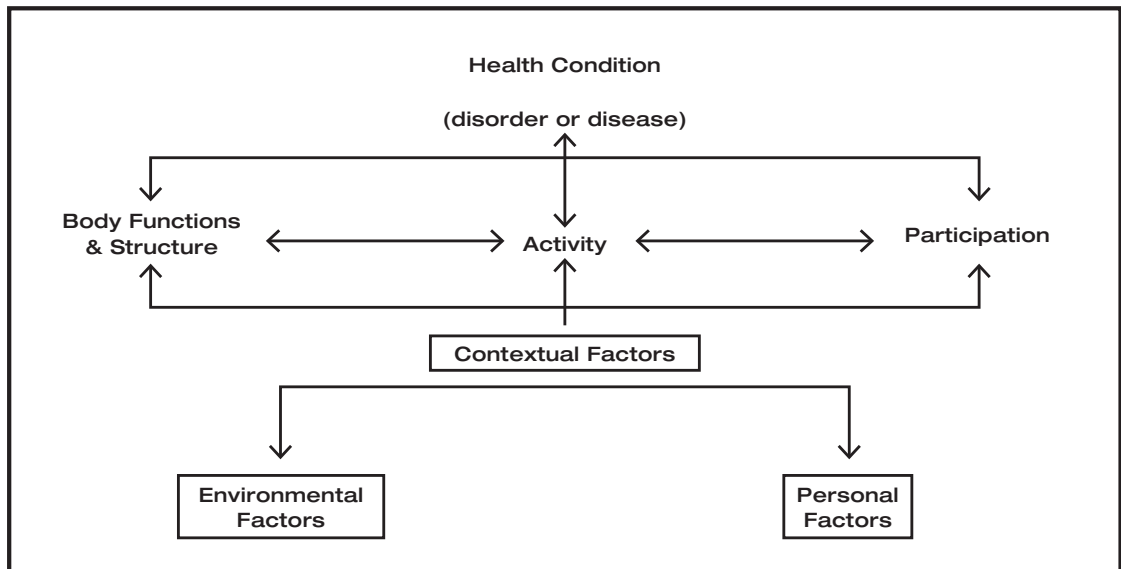 Health Condition
(disorder or disease)
Body Functions
& Structure
Activity
Participation
Contextual Factors
Environmental
Factors
Personal
Factors